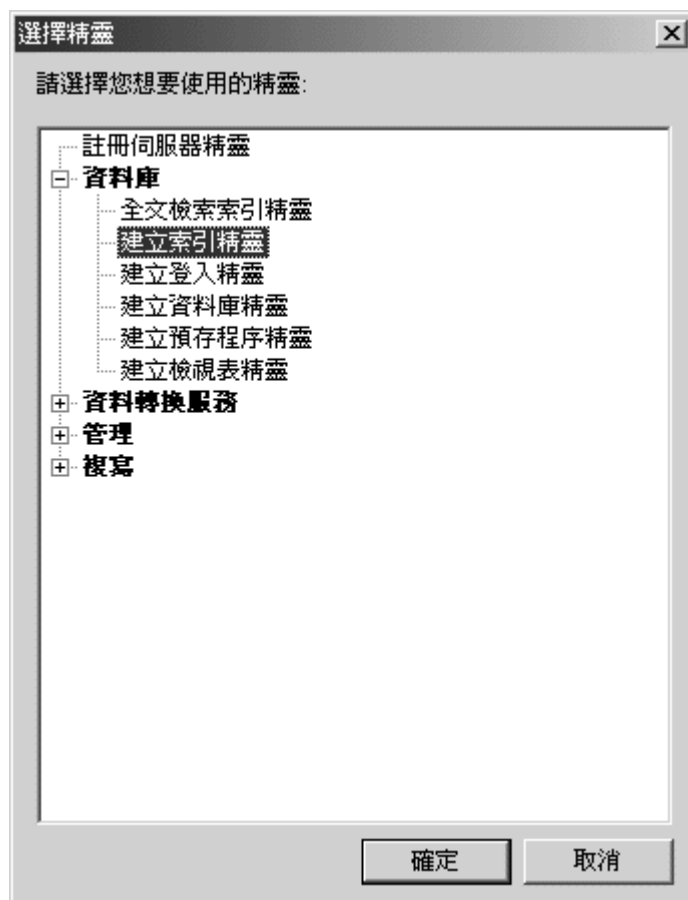 選擇精靈
請選擇您想要使用的精靈:
註冊伺服器精靈
資料庫
全文檢索索引精靈
建立索引精靈
建立登入精靈
建立資料庫精靈
建立預存程序精靈
建立檢視表精靈
資料轉換服務
管理
複寫
確定
取消